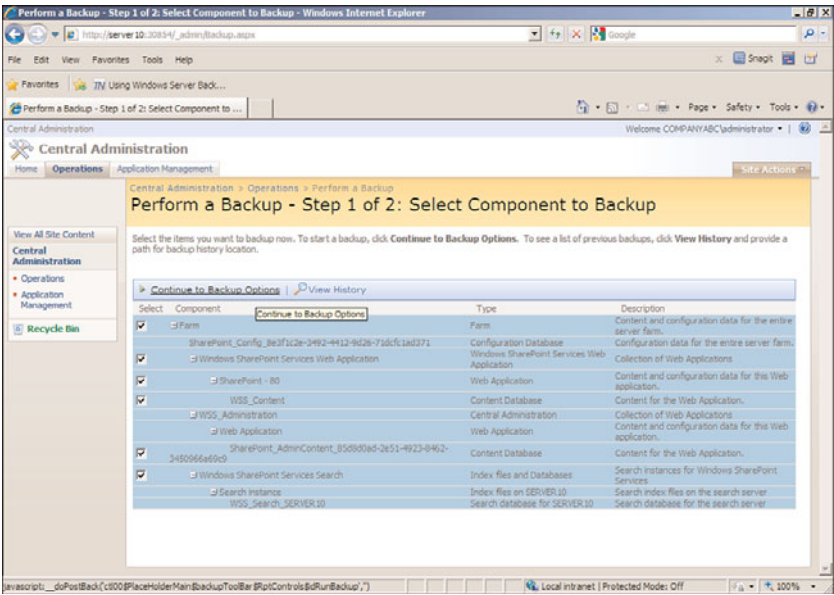 Perform a Backup - Step 1 of 2: Select Component to Backup - Windows Internet Explorer
http://server10:30854/_admin/Backup.aspx
Google
File Edit View Favorites Tools Help
x Snagit
Favorites Using Windows Server Back...
Perform a Backup - Step 1 of 2: Select Component to ...
Page Safety Tools
Central Administration
Welcome COMPANYABC\administrator
Central Administration
Home Operations Application Management
Site Actions
Central Administration > Operations > Perform a Backup
Perform a Backup - Step 1 of 2: Select Component to Backup
View All Site Content
Central
Administration
Operations
Application
Management
Recycle Bin
Select the items you want to backup now. To start a backup, click Continue to Backup Options. To see a list of previous backups, click View History and provide a
path for backup history location.
Continue to Backup Options | View History
Continue to Backup Options
Select Component Type Description
Farm Farm Content and configuration data for the entire
server farm.
Configuration Database Configuration data for the entire server farm.
Windows SharePoint Services Web Application Windows SharePoint Services Web
Application Collection of Web Applications
SharePoint - 80 Web Application Content and configuration data for this Web
application.
WSS_Content Content Database Content for the Web Application.
WSS_Administration Central Administration Collection of Web Applications
Web Application Web Application Content and configuration data for this Web
application.
Content Database Content for the Web Application.
Windows SharePoint Services Search Index files and Databases Search instances for Windows SharePoint
Services
Search instance Index files on SERVER10 Search index files on the search server
WSS_Search_SERVER10 Search database for SERVER10 Search database for the search server
javascript:__doPostBack('ctl00$PlaceHolderMain$backupToolBar$RptControls$idRunBackup','')
Local intranet | Protected Mode: Off
100%